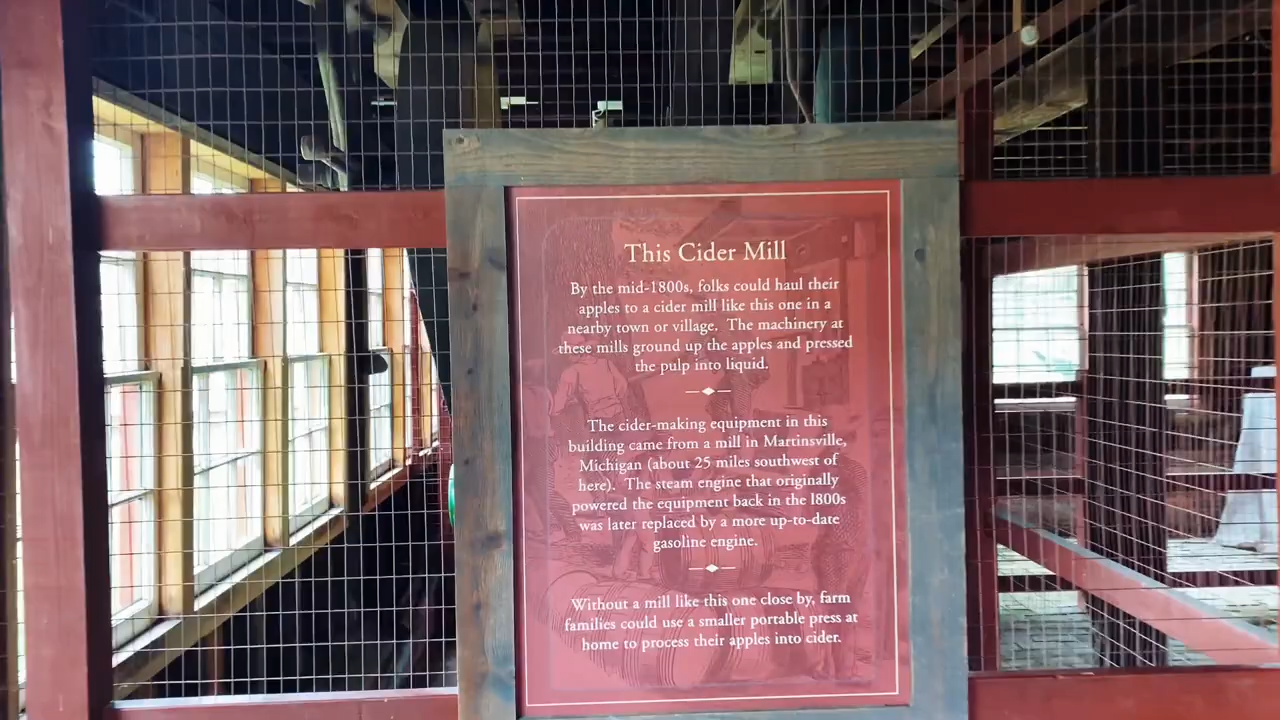 This Cider Mill
By the mid-1800s, folks could haul their
apples to a cider mill like this one in a
nearby town or village. The machinery at
these mills ground up the apples and pressed
the pulp into liquid.
The cider-making equipment in this
building came from a mill in Martinsville,
Michigan (about 25 miles southwest of
here). The steam engine that originally
powered the equipment back in the 1800s
was later replaced by a more up-to-date
gasoline engine.
Without a mill like this one close by, farm
families could use a smaller portable press at
home to process their apples into cider.